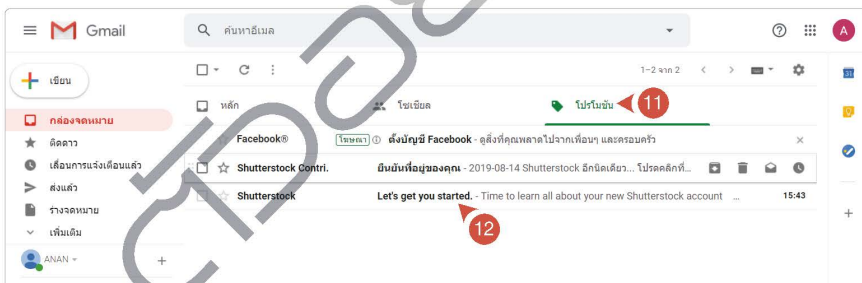 Gmail
ค้นหาอีเมล
A
เขียน
1–2 จาก 2
31
กล่องจดหมาย
หลัก
โซเชียล
โปรโมชัน
11
ติดดาว
Facebook®
โฆษณา
ตั้งบัญชี Facebook - ดูสิ่งที่คุณพลาดไปจากเพื่อนๆ และครอบครัว
เลื่อนการแจ้งเตือนแล้ว
Shutterstock Contri.
ยืนยันที่อยู่ของคุณ - 2019-08-14 Shutterstock อีกนิดเดียว... โปรดคลิกที่...
ส่งแล้ว
Shutterstock
Let's get you started. - Time to learn all about your new Shutterstock account ...
15:43
ร่างจดหมาย
12
เพิ่มเติม
ANAN